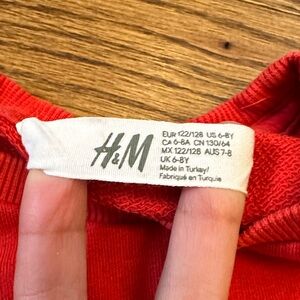 H&M
EUR 122/128 US 6-8Y
CA 6-8A CN 130/64
MX 122/128 AUS 7-8
UK 6-8Y
Made in Turkey/
Fabriqué en Turquie